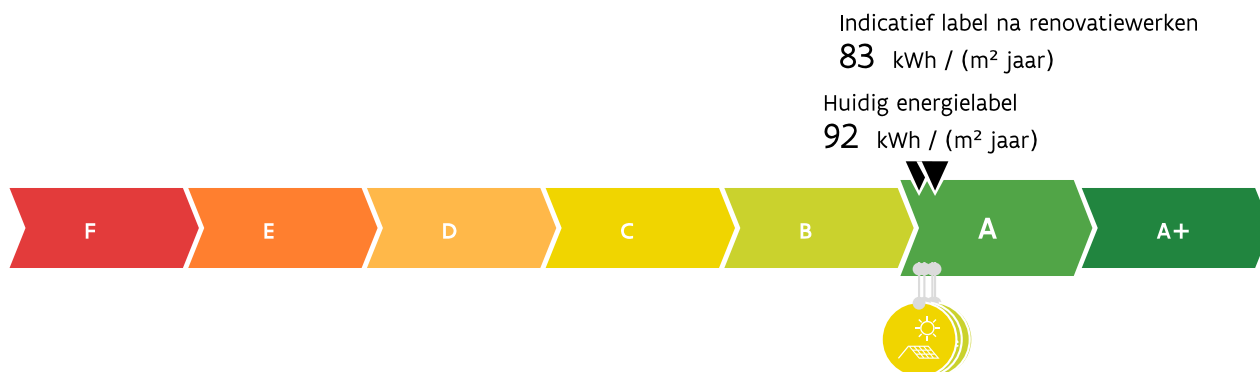 Indicatief label na renovatiewerken
83 kWh / (m² jaar)
Huidig energielabel
92 kWh / (m² jaar)
F E D C B A A+